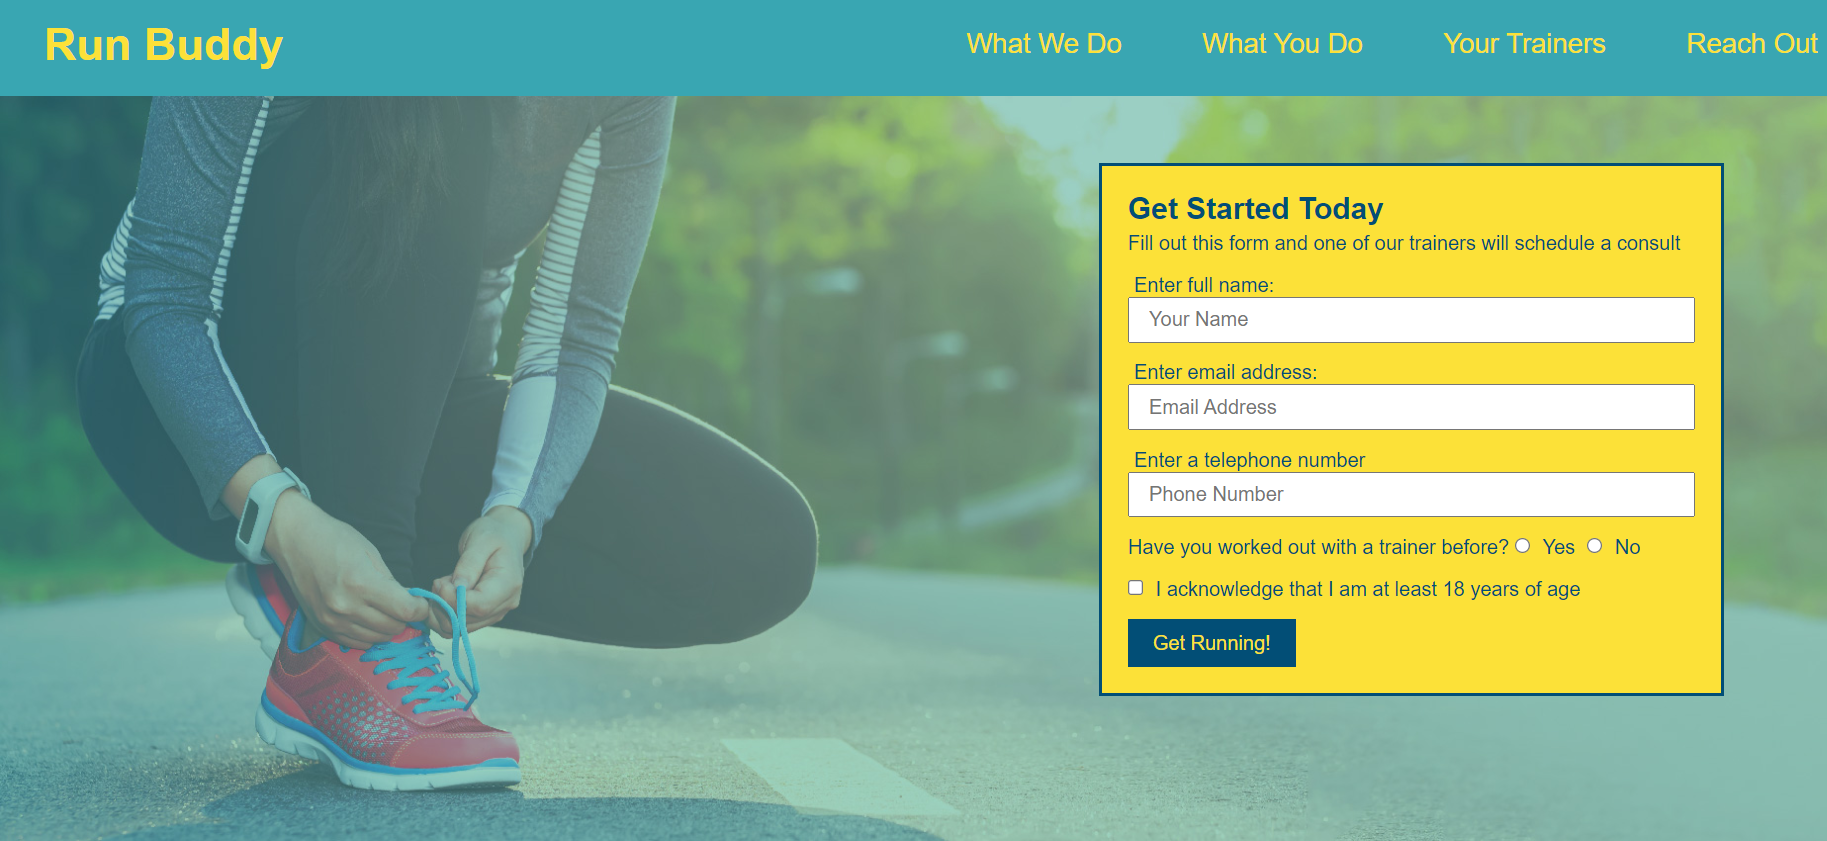 Run Buddy
What We Do
What You Do
Your Trainers
Reach Out
Get Started Today
Fill out this form and one of our trainers will schedule a consult
Enter full name:
Your Name
Enter email address:
Email Address
Enter a telephone number
Phone Number
Have you worked out with a trainer before? Yes No
I acknowledge that I am at least 18 years of age
Get Running!